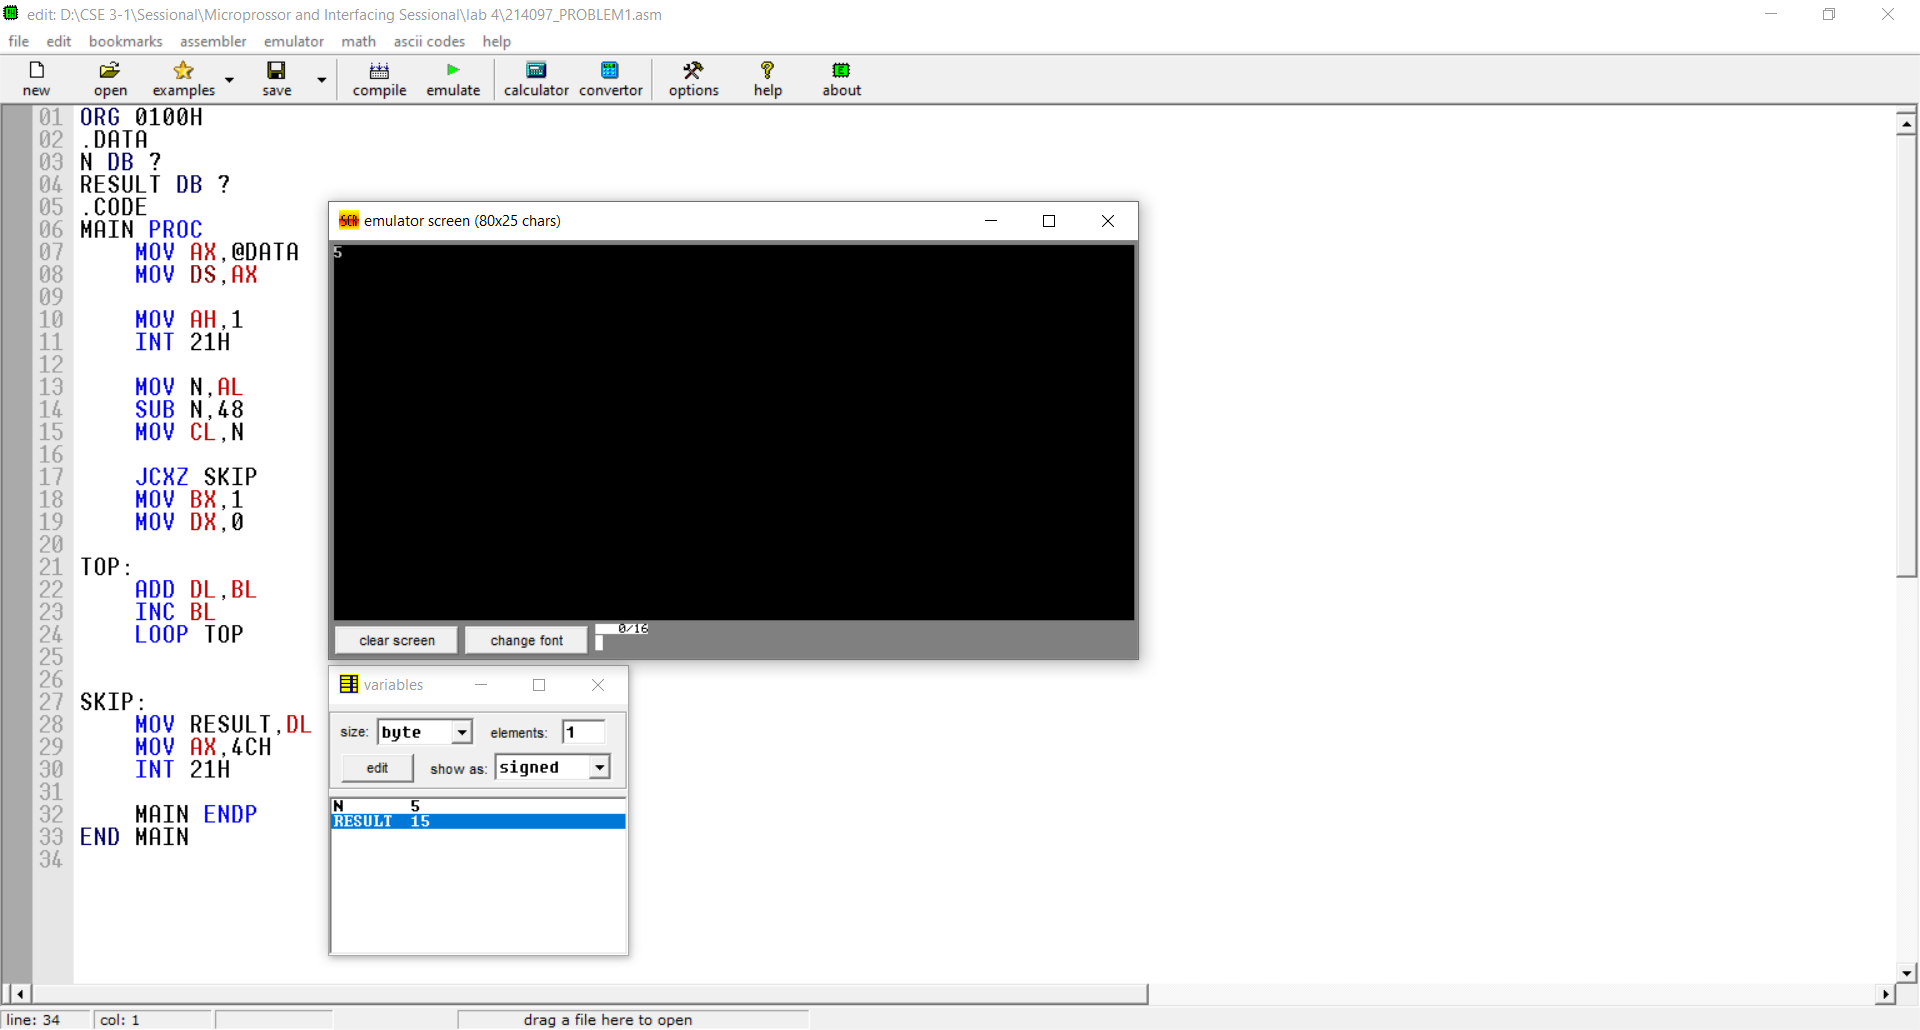 edit: D:\CSE 3-1\Sessional\Microprossor and Interfacing Sessional\lab 4\214097_PROBLEM1.asm
file edit bookmarks assembler emulator math ascii codes help
new open examples save compile emulate calculator convertor options help about
01 ORG 0100H
02 .DATA
03 N DB ?
04 RESULT DB ?
05 .CODE
06 MAIN PROC
07 MOV AX,@DATA
08 MOV DS,AX
09
10 MOV AH,1
11 INT 21H
12
13 MOV N,AL
14 SUB N,48
15 MOV CL,N
16
17 JCXZ SKIP
18 MOV BX,1
19 MOV DX,0
20
21 TOP:
22 ADD DL,BL
23 INC BL
24 LOOP TOP
25
26
27 SKIP:
28 MOV RESULT,DL
29 MOV AX,4CH
30 INT 21H
31
32 MAIN ENDP
33 END MAIN
34
SCR emulator screen (80x25 chars)
5
clear screen change font 0/16
variables
size: byte elements: 1
edit show as: signed
N 5
RESULT 15
line: 34 col: 1 drag a file here to open